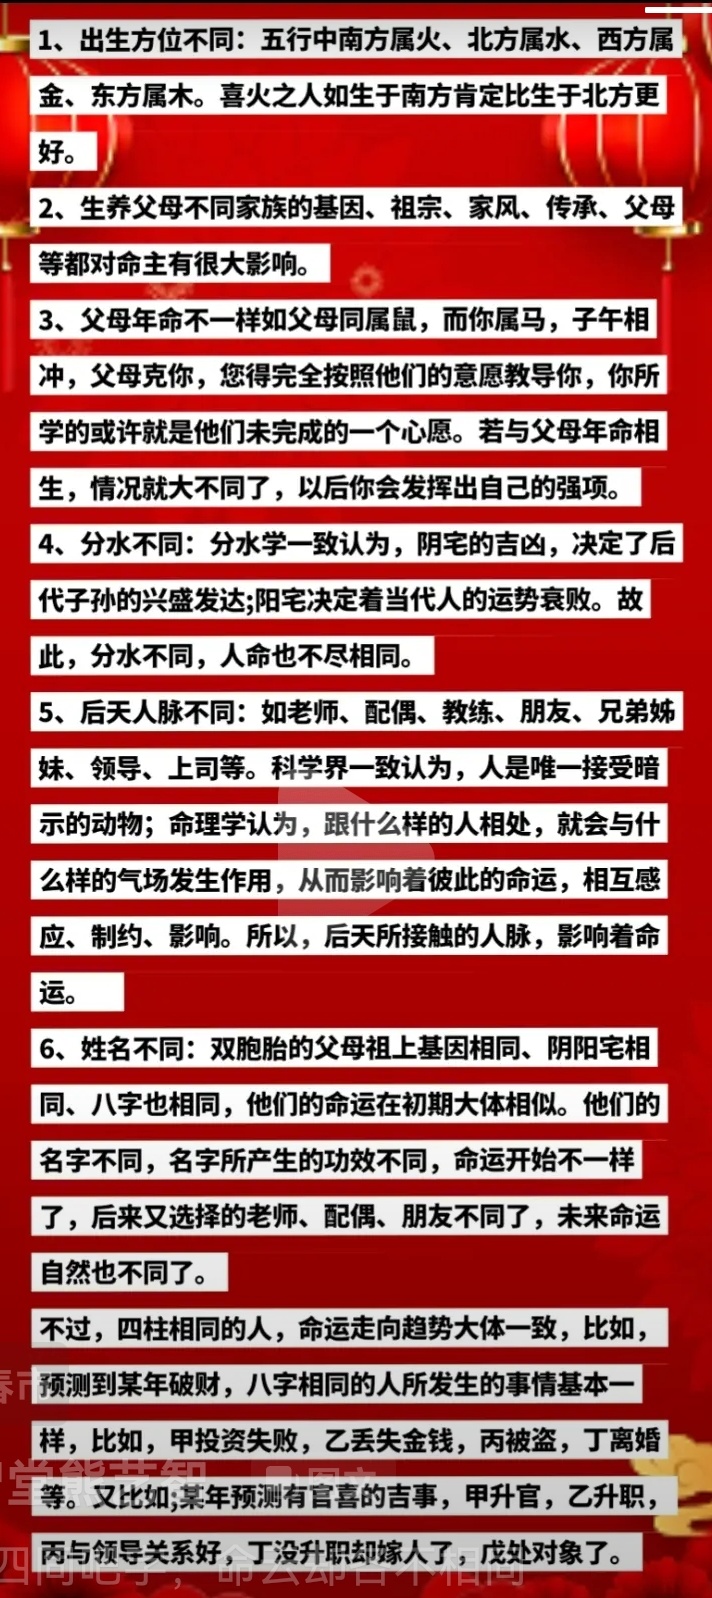 1、出生方位不同：五行中南方属火、北方属水、西方属
金、东方属木。喜火之人如生于南方肯定比生于北方更
好。
2、生养父母不同家族的基因、祖宗、家风、传承、父母
等都对命主有很大影响。
3、父母年命不一样如父母同属鼠，而你属马，子午相
冲，父母克你，您得完全按照他们的意愿教导你，你所
学的或许就是他们未完成的一个心愿。若与父母年命相
生，情况就大不同了，以后你会发挥出自己的强项。
4、分水不同：分水学一致认为，阴宅的吉凶，决定了后
代子孙的兴盛发达;阳宅决定着当代人的运势衰败。故
此，分水不同，人命也不尽相同。
5、后天人脉不同：如老师、配偶、教练、朋友、兄弟姊
妹、领导、上司等。科学界一致认为，人是唯一接受暗
示的动物；命理学认为，跟什么样的人相处，就会与什
么样的气场发生作用，从而影响着彼此的命运，相互感
应、制约、影响。所以，后天所接触的人脉，影响着命
运。
6、姓名不同：双胞胎的父母祖上基因相同、阴阳宅相
同、八字也相同，他们的命运在初期大体相似。他们的
名字不同，名字所产生的功效不同，命运开始不一样
了，后来又选择的老师、配偶、朋友不同了，未来命运
自然也不同了。
不过，四柱相同的人，命运走向趋势大体一致，比如，
预测到某年破财，八字相同的人所发生的事情基本一
样，比如，甲投资失败，乙丢失金钱，丙被盗，丁离婚
等。又比如;某年预测有官喜的吉事，甲升官，乙升职，
丙与领导关系好，丁没升职却嫁人了，戊处对象了。